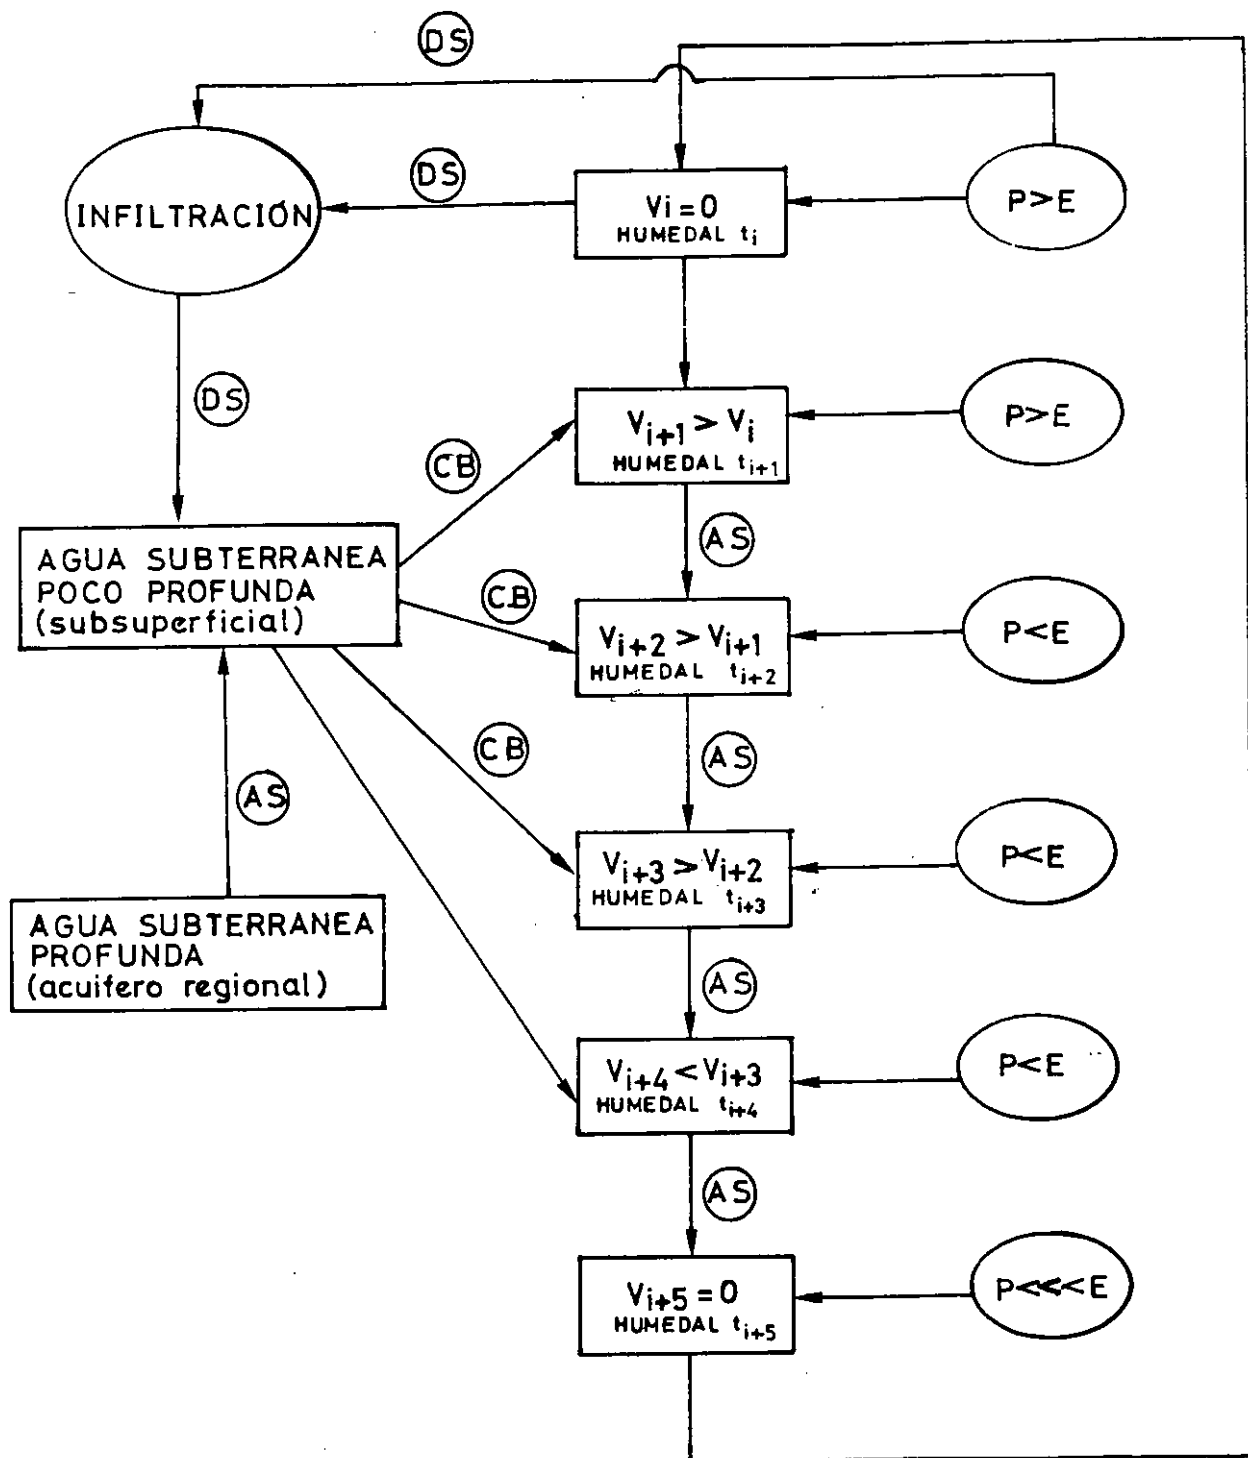 DS
INFILTRACIÓN
DS
Vi=0
HUMEDAL ti
P>E
DS
Vi+1 > Vi
HUMEDAL ti+1
P>E
CB
AS
AGUA SUBTERRANEA
POCO PROFUNDA
(subsuperficial)
CB
Vi+2 > Vi+1
HUMEDAL ti+2
P<E
CB
AS
AS
Vi+3 > Vi+2
HUMEDAL ti+3
P<E
AGUA SUBTERRANEA
PROFUNDA
(acuifero regional)
AS
Vi+4 < Vi+3
HUMEDAL ti+4
P<E
AS
Vi+5 = 0
HUMEDAL ti+5
P<<<E